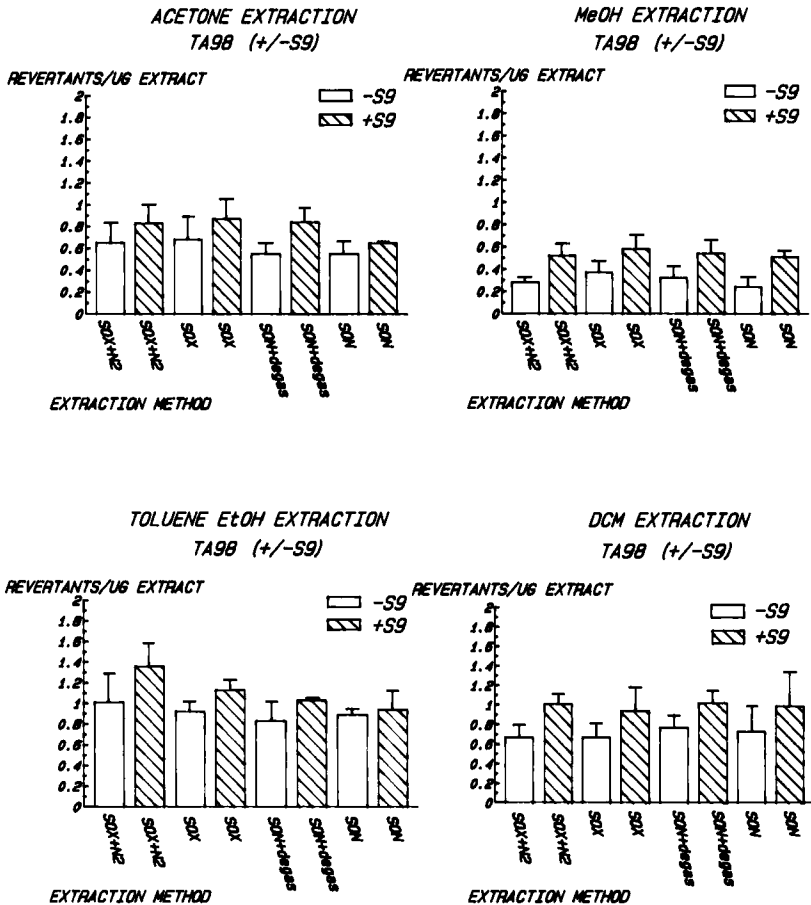 ACETONE EXTRACTION
TA98 (+/-S9)
REVERTANTS/UG EXTRACT
-S9
+S9
2
1.8
1.6
1.4
1.2
1
0.8
0.6
0.4
0.2
0
SOX+N2
SOX+N2
SOX
SOX
SON+degas
SON+degas
SON
SON
EXTRACTION METHOD
MeOH EXTRACTION
TA98 (+/-S9)
REVERTANTS/UG EXTRACT
-S9
+S9
2
1.8
1.6
1.4
1.2
1
0.8
0.6
0.4
0.2
0
SOX+N2
SOX+N2
SOX
SOX
SON+degas
SON+degas
SON
SON
EXTRACTION METHOD
TOLUENE EtOH EXTRACTION
TA98 (+/-S9)
REVERTANTS/UG EXTRACT
-S9
+S9
2
1.8
1.6
1.4
1.2
1
0.8
0.6
0.4
0.2
0
SOX+N2
SOX+N2
SOX
SOX
SON+degas
SON+degas
SON
SON
EXTRACTION METHOD
DCM EXTRACTION
TA98 (+/-S9)
REVERTANTS/UG EXTRACT
-S9
+S9
2
1.8
1.6
1.4
1.2
1
0.8
0.6
0.4
0.2
0
SOX+N2
SOX+N2
SOX
SOX
SON+degas
SON+degas
SON
SON
EXTRACTION METHOD